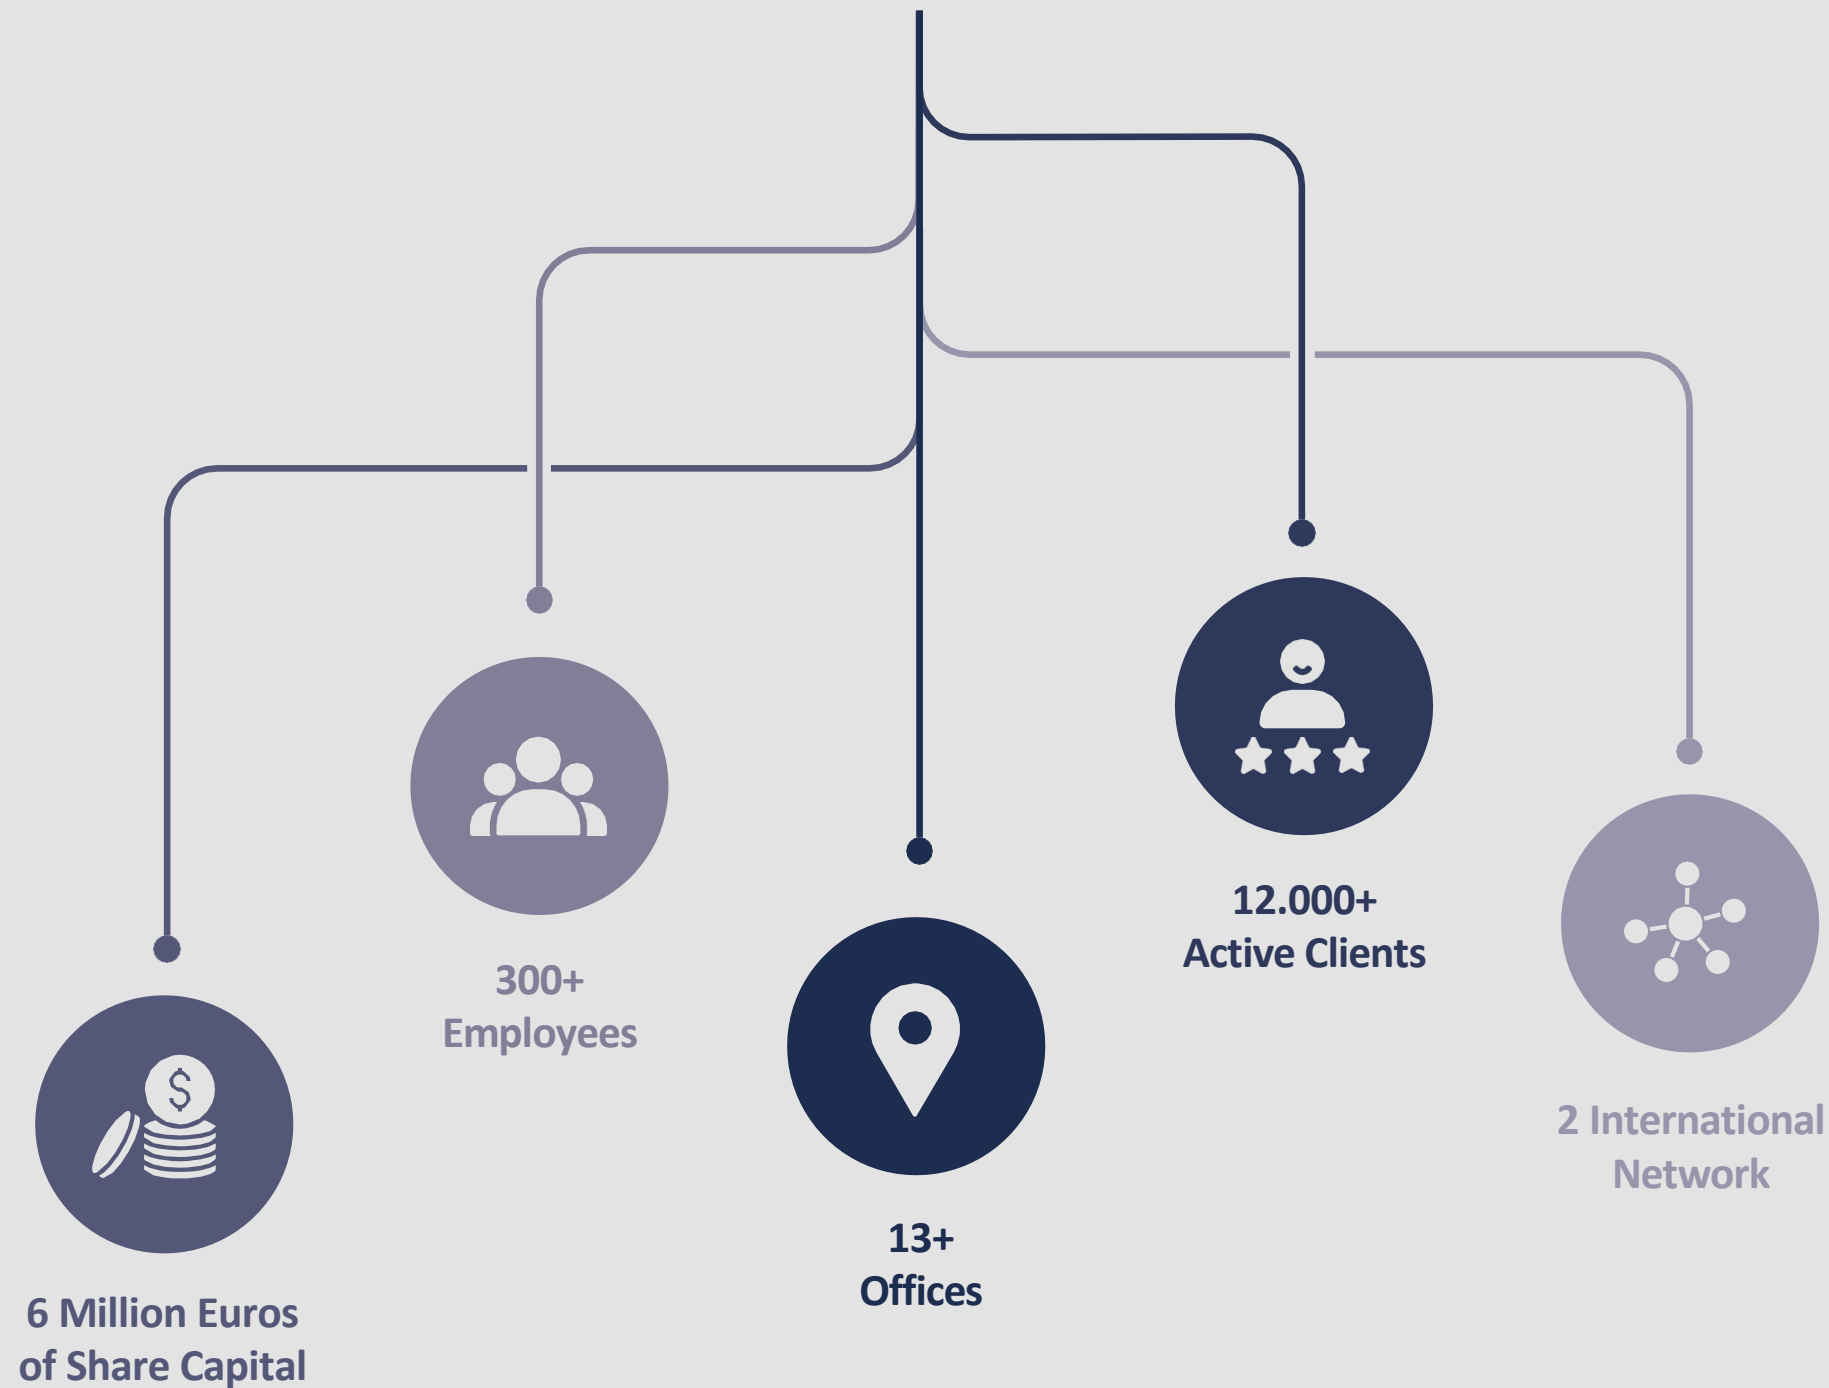 12.000+
Active Clients
300+
Employees
2 International
Network
13+
Offices
6 Million Euros
of Share Capital
$